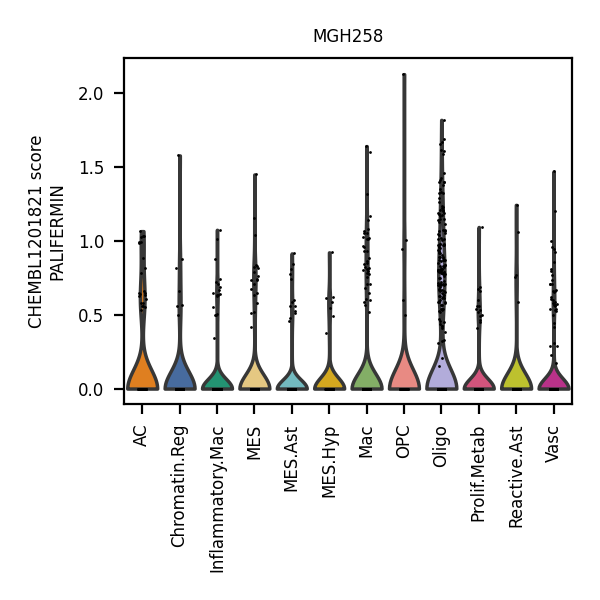 MGH258
CHEMBL1201821 score
PALIFERMIN
2.0
1.5
1.0
0.5
0.0
AC
Chromatin.Reg
Inflammatory.Mac
MES
MES.Ast
MES.Hyp
Mac
OPC
Oligo
Prolif.Metab
Reactive.Ast
Vasc